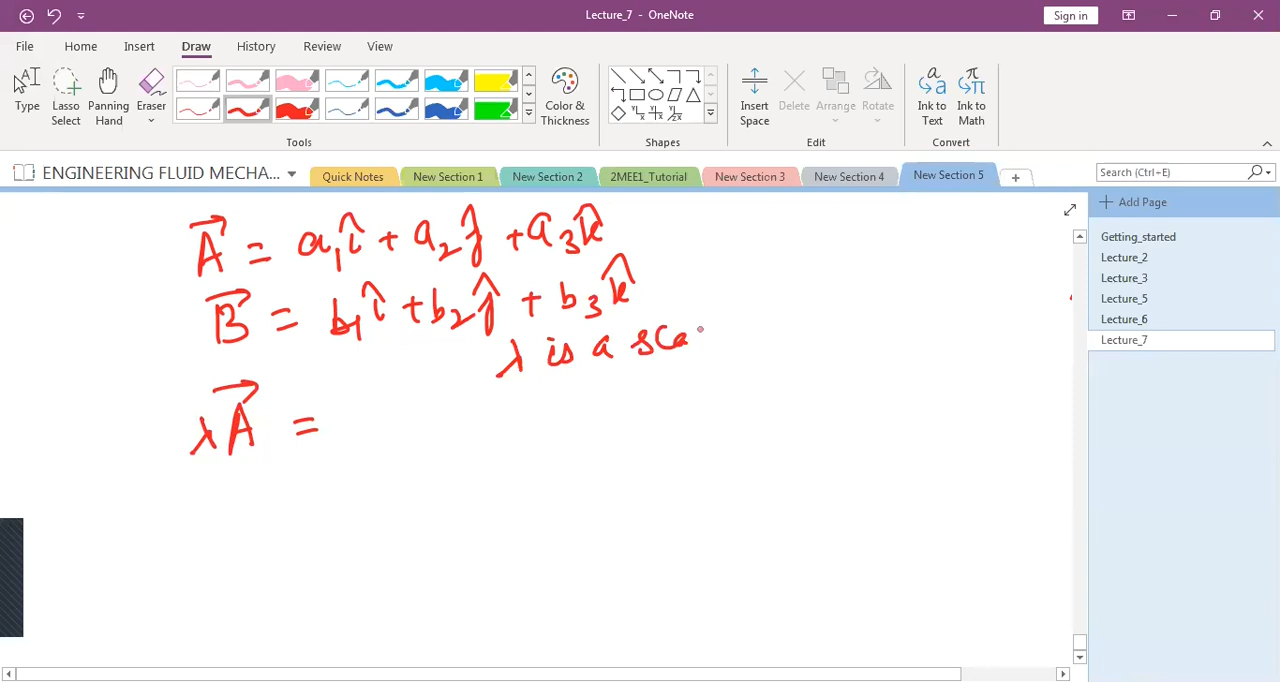 Lecture_7 - OneNote
Sign in
File Home Insert Draw History Review View
Type
Lasso Select
Panning Hand
Eraser
Color & Thickness
Insert Space
Delete
Arrange
Rotate
Ink to Text
Ink to Math
Tools
Shapes
Edit
Convert
ENGINEERING FLUID MECHA...
Quick Notes
New Section 1
New Section 2
2MEE1_Tutorial
New Section 3
New Section 4
New Section 5
Search (Ctrl+E)
Add Page
Getting_started
Lecture_2
Lecture_3
Lecture_5
Lecture_6
Lecture_7
A⃗ = a₁î + a₂ĵ + a₃k̂
B⃗ = b₁î + b₂ĵ + b₃k̂
λ is a sca
λA⃗ =